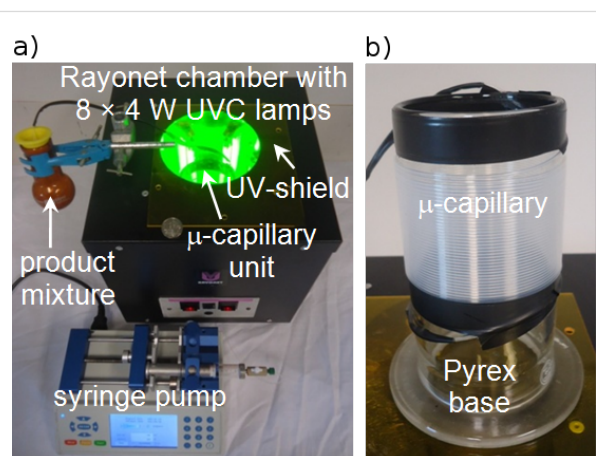 a)
Rayonet chamber with
8 × 4 W UVC lamps
UV-shield
μ-capillary
unit
product
mixture
syringe pump
b)
μ-capillary
Pyrex
base